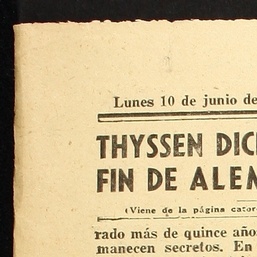 Lunes 10 de junio de
THYSSEN DIC
FIN DE ALEM
(Viene de la página cator
rado más de quince año
manecen secretos. En